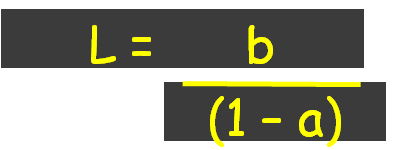 L = b
(1 - a)